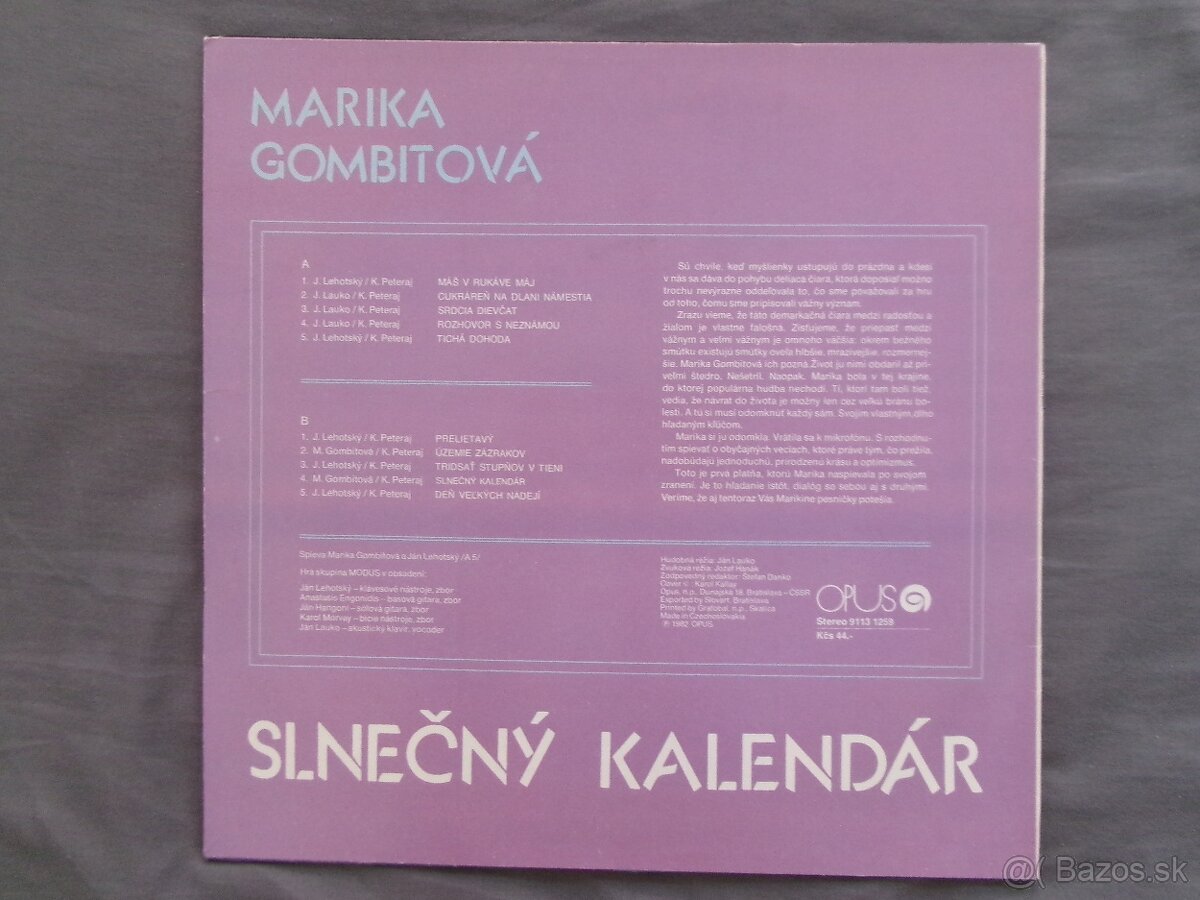 MARIKA
GOMBITOVÁ
A
1. J. Lehotský / K. Peteraj MÁŠ V RUKÁVE MÁJ
2. J. Lauko / K. Peteraj CUKRÁREŇ NA DLANI NÁMESTIA
3. J. Lauko / K. Peteraj SRDCIA DIEVČAT
4. J. Lauko / K. Peteraj ROZHOVOR S NEZNÁMOU
5. J. Lehotský / K. Peteraj TICHÁ DOHODA
B
1. J. Lehotský / K. Peteraj PRELIETAVÝ
2. M. Gombitová / K. Peteraj ÚZEMIE ZÁZRAKOV
3. J. Lehotský / K. Peteraj TRIDSAŤ STUPŇOV V TIENI
4. M. Gombitová / K. Peteraj SLNEČNÝ KALENDÁR
5. J. Lehotský / K. Peteraj DEŇ VEĽKÝCH NADEJÍ
Sú chvíle, keď myšlienky ustupujú do prázdna a kdesi
v nás sa dáva do pohybu deliaca čiara, ktorá doposiaľ možno
trochu nevýrazne oddeľovala to, čo sme považovali za hru
od toho, čomu sme pripisovali vážny význam.
Zrazu vieme, že táto demarkačná čiara medzi radosťou a
žiaľom je vlastne falošná. Zisťujeme, že priepasť medzi
vážnym a veľmi vážnym je omnoho väčšia: okrem bežného
smútku existujú smútky oveľa hlbšie, mrazivejšie, rozmernej-
šie. Marika Gombitová ich pozná. Život ju nimi obdaril až pri-
veľmi štedro. Nešetril. Naopak. Marika bola v tej krajine,
do ktorej populárna hudba nechodí. Tí, ktorí tam boli tiež,
vedia, že návrat do života je možný len cez veľkú bránu bo-
lesti. A tú si musí odomknúť každý sám. Svojím vlastným, dlho
hľadaným kľúčom.
Marika si ju odomkla. Vrátila sa k mikrofónu. S rozhodnu-
tím spievať o obyčajných veciach, ktoré práve tým, čo prežila,
nadobúdajú jednoduchú, prirodzenú krásu a optimizmus.
Toto je prvá platňa, ktorú Marika naspievala po svojom
zranení. Je to hľadanie istôt, dialóg so sebou aj s druhými.
Veríme, že aj tentoraz Vás Marikine pesničky potešia.
Spieva Marika Gombitová a Ján Lehotský /A 5/
Hrá skupina MODUS v obsadení:
Ján Lehotský – klávesové nástroje, zbor
Anastasis Engonidis – basová gitara, zbor
Ján Hangoni – sólová gitara, zbor
Karol Morvay – bicie nástroje, zbor
Ján Lauko – akustický klavír, vocoder
Hudobná réžia: Ján Lauko
Zvuková réžia: Jozef Hanák
Zodpovedný redaktor: Štefan Danko
Cover © Karol Kállay
Opus, n.p., Dunajská 18, Bratislava – ČSSR
Exported by Slovart, Bratislava
Printed by Grafobal, n.p., Skalica
Made in Czechoslovakia
Ⓟ 1982 OPUS
OPUS
Stereo 9113 1259
Kčs 44,-
SLNEČNÝ KALENDÁR
@( Bazos.sk